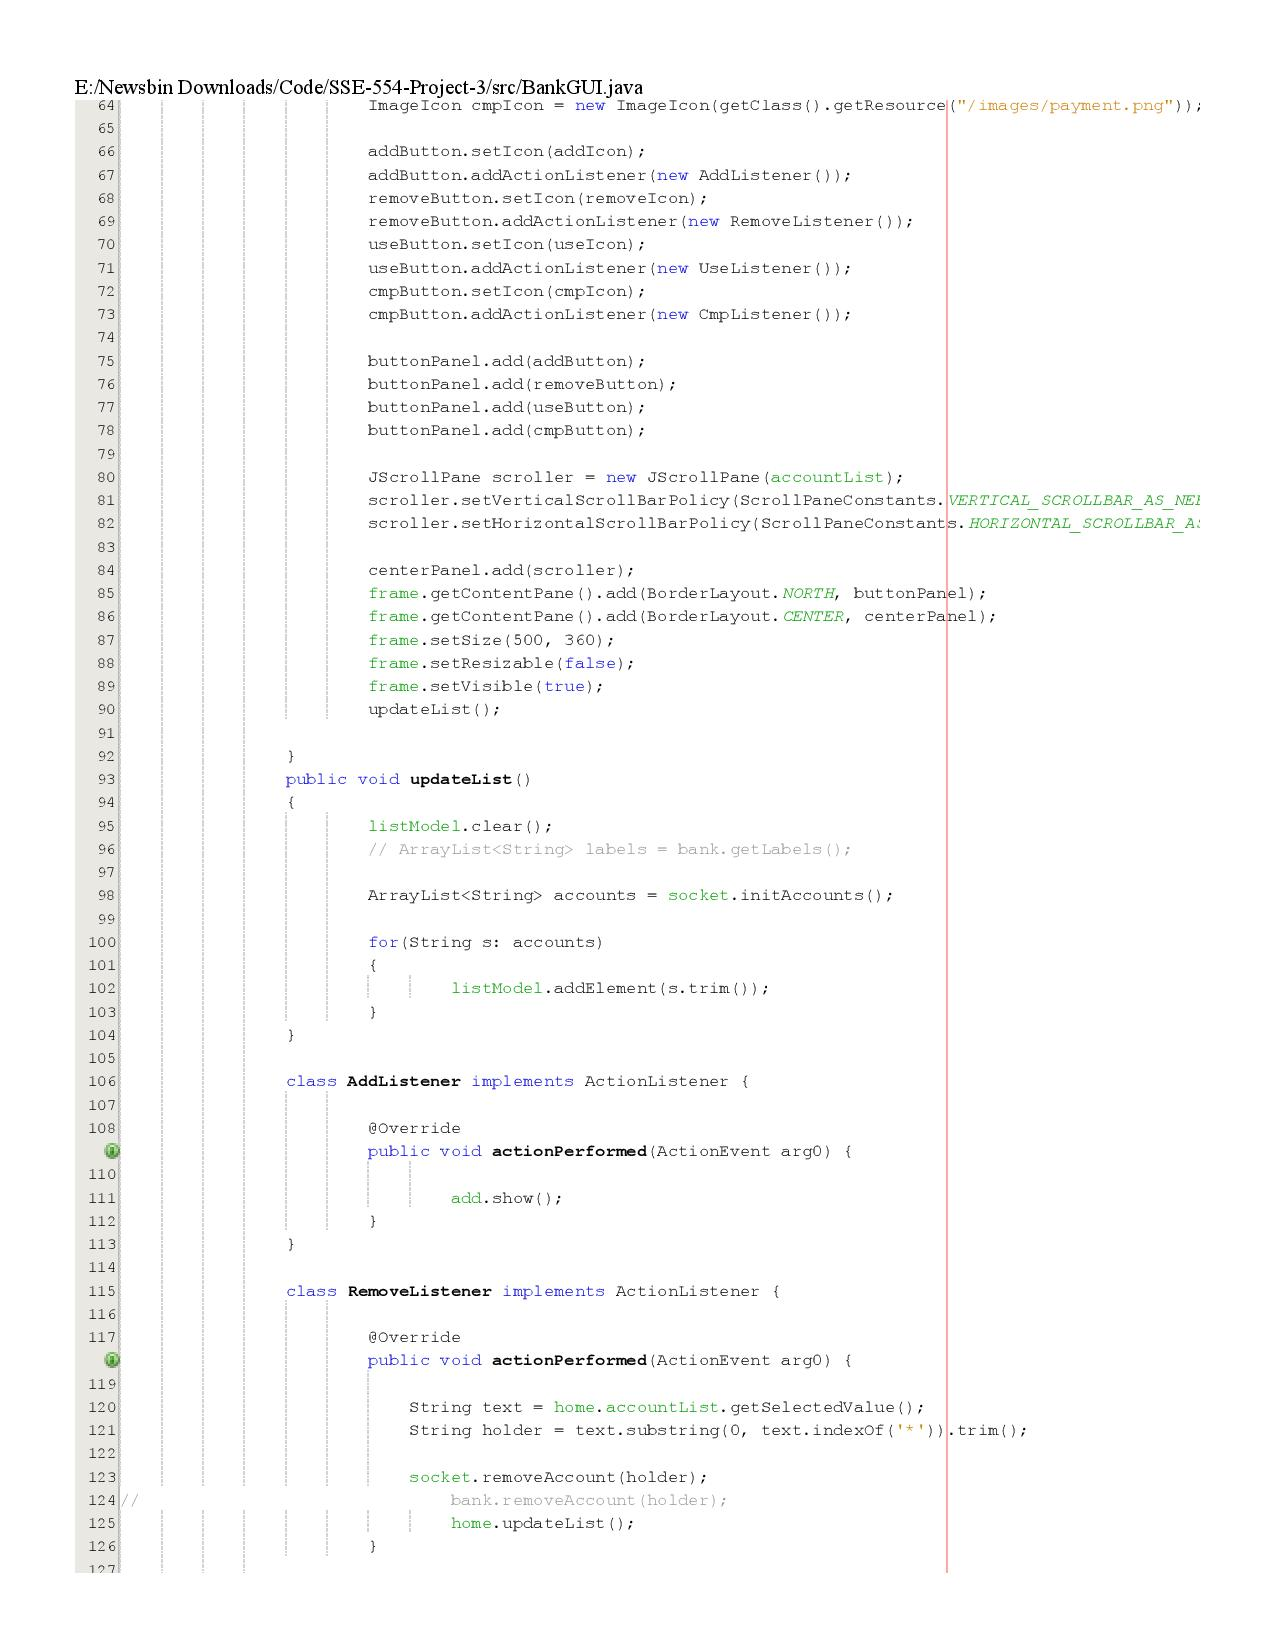 E:/Newsbin Downloads/Code/SSE-554-Project-3/src/BankGUI.java
64 ImageIcon cmpIcon = new ImageIcon(getClass().getResource("/images/payment.png"));
65
66 addButton.setIcon(addIcon);
67 addButton.addActionListener(new AddListener());
68 removeButton.setIcon(removeIcon);
69 removeButton.addActionListener(new RemoveListener());
70 useButton.setIcon(useIcon);
71 useButton.addActionListener(new UseListener());
72 cmpButton.setIcon(cmpIcon);
73 cmpButton.addActionListener(new CmpListener());
74
75 buttonPanel.add(addButton);
76 buttonPanel.add(removeButton);
77 buttonPanel.add(useButton);
78 buttonPanel.add(cmpButton);
79
80 JScrollPane scroller = new JScrollPane(accountList);
81 scroller.setVerticalScrollBarPolicy(ScrollPaneConstants.VERTICAL_SCROLLBAR_AS_NEE
82 scroller.setHorizontalScrollBarPolicy(ScrollPaneConstants.HORIZONTAL_SCROLLBAR_AS
83
84 centerPanel.add(scroller);
85 frame.getContentPane().add(BorderLayout.NORTH, buttonPanel);
86 frame.getContentPane().add(BorderLayout.CENTER, centerPanel);
87 frame.setSize(500, 360);
88 frame.setResizable(false);
89 frame.setVisible(true);
90 updateList();
91
92 }
93 public void updateList()
94 {
95 listModel.clear();
96 // ArrayList<String> labels = bank.getLabels();
97
98 ArrayList<String> accounts = socket.initAccounts();
99
100 for(String s: accounts)
101 {
102 listModel.addElement(s.trim());
103 }
104 }
105
106 class AddListener implements ActionListener {
107
108 @Override
public void actionPerformed(ActionEvent arg0) {
110
111 add.show();
112 }
113 }
114
115 class RemoveListener implements ActionListener {
116
117 @Override
public void actionPerformed(ActionEvent arg0) {
119
120 String text = home.accountList.getSelectedValue();
121 String holder = text.substring(0, text.indexOf('*')).trim();
122
123 socket.removeAccount(holder);
124 // bank.removeAccount(holder);
125 home.updateList();
126 }
127